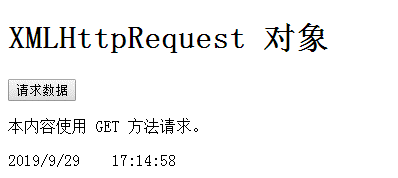 XMLHttpRequest 对象
请求数据
本内容使用 GET 方法请求。
2019/9/29    17:14:58